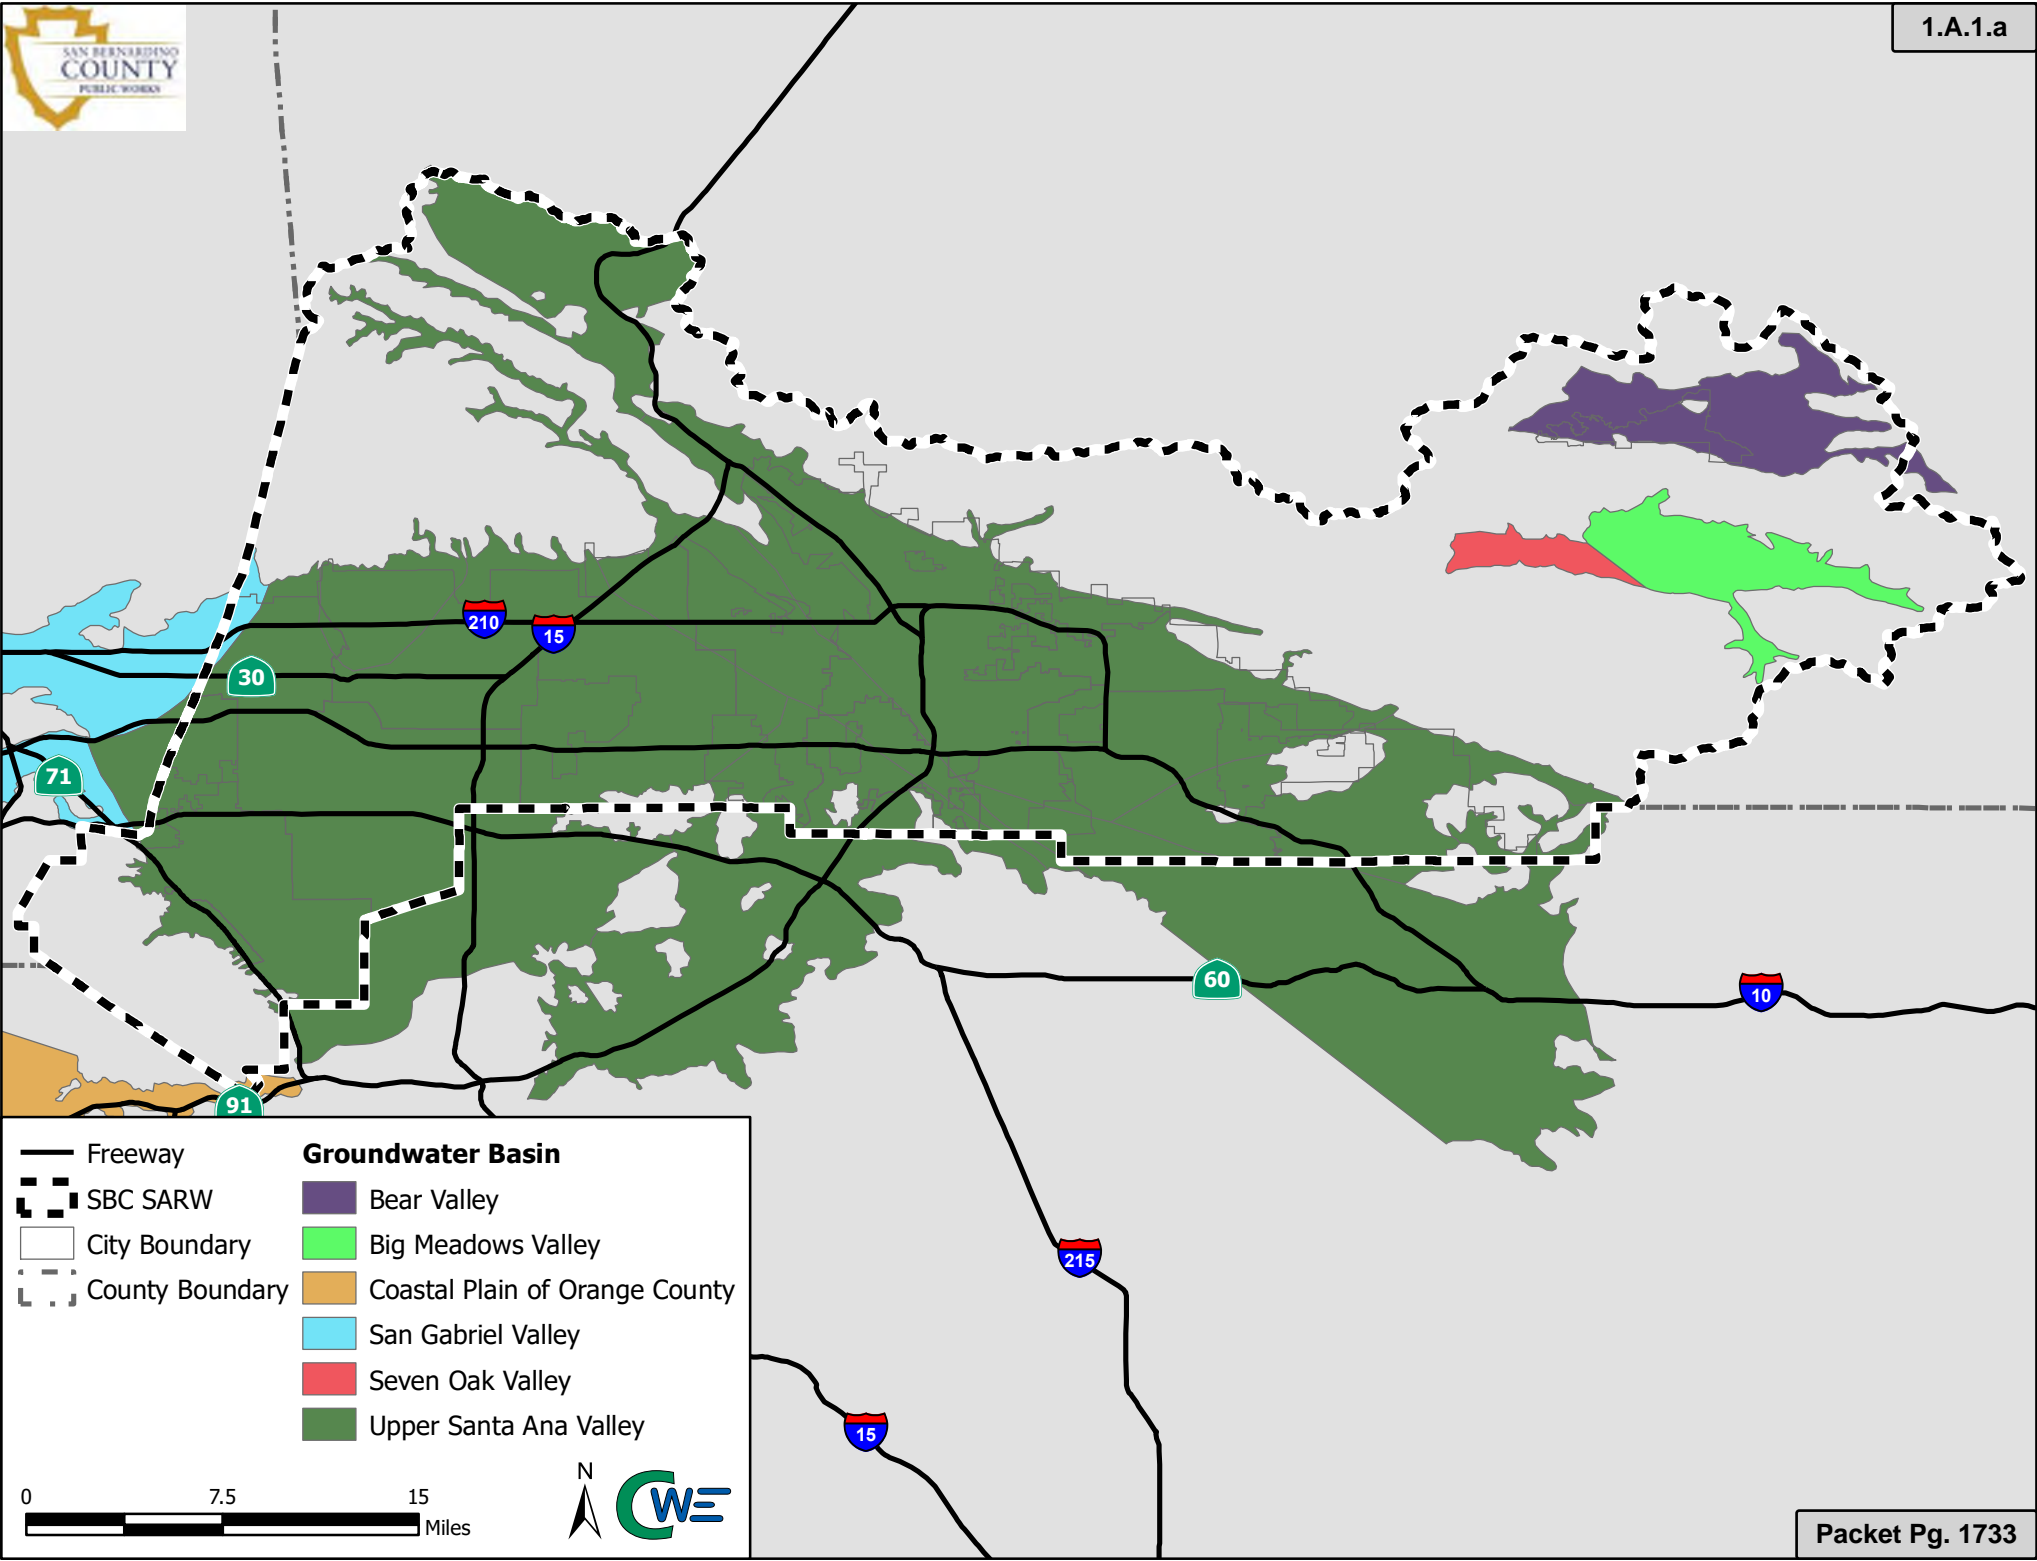 SAN BERNARDINO
COUNTY
PUBLIC WORKS
1.A.1.a
210
15
30
71
60
10
91
215
15
Freeway
SBC SARW
City Boundary
County Boundary
Groundwater Basin
Bear Valley
Big Meadows Valley
Coastal Plain of Orange County
San Gabriel Valley
Seven Oak Valley
Upper Santa Ana Valley
0 7.5 15
Miles
N
CWE
Packet Pg. 1733